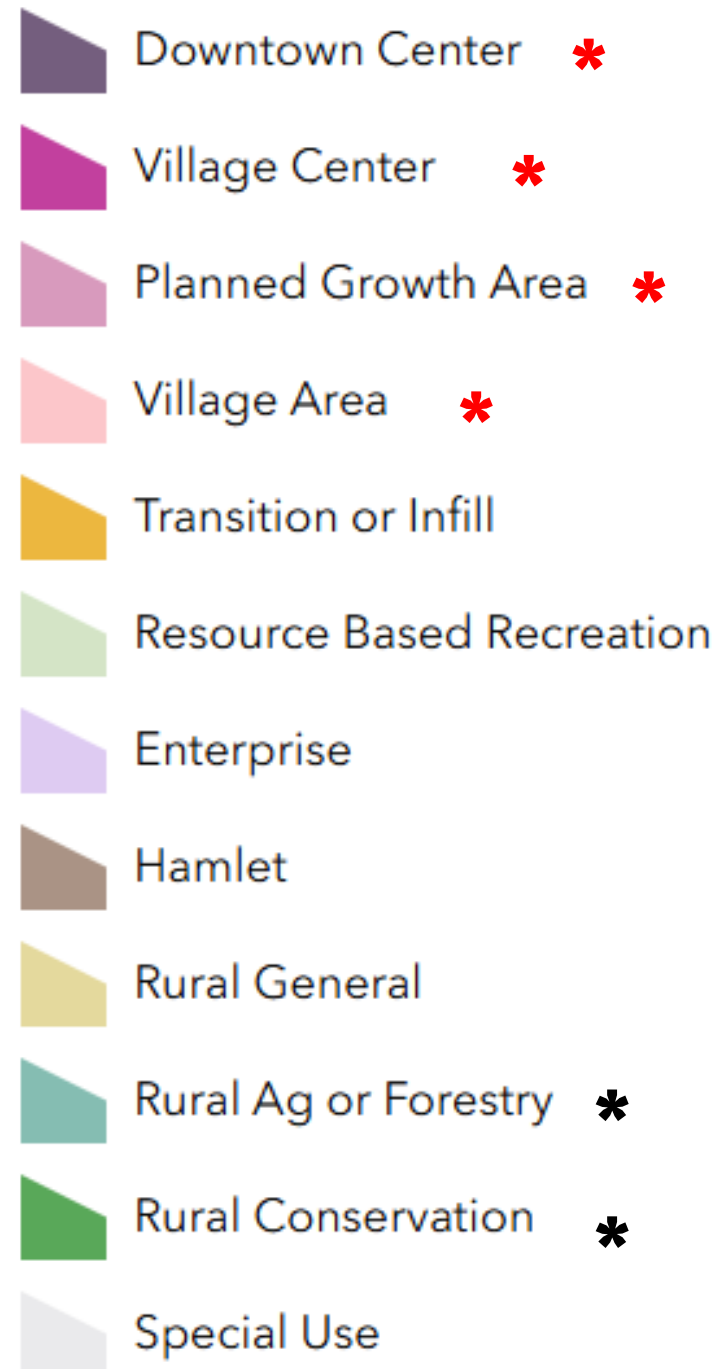 Downtown Center *
Village Center *
Planned Growth Area *
Village Area *
Transition or Infill
Resource Based Recreation
Enterprise
Hamlet
Rural General
Rural Ag or Forestry *
Rural Conservation *
Special Use